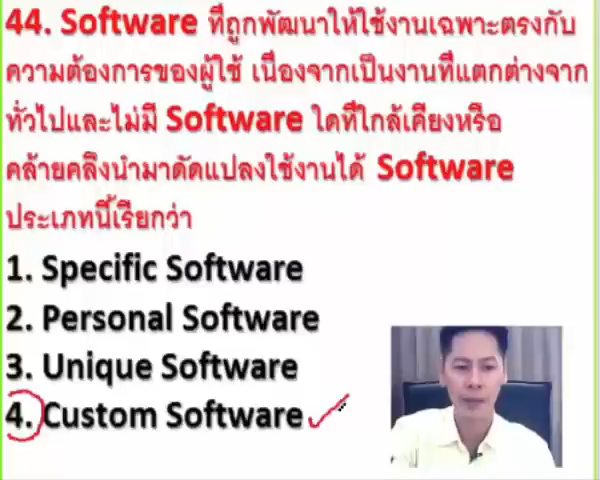 44. Software ที่ถูกพัฒนาให้ใช้งานเฉพาะตรงกับ
ความต้องการของผู้ใช้ เนื่องจากเป็นงานที่แตกต่างจาก
ทั่วไปและไม่มี Software ใดที่ใกล้เคียงหรือ
คล้ายคลึงนำมาดัดแปลงใช้งานได้ Software
ประเภทนี้เรียกว่า
1. Specific Software
2. Personal Software
3. Unique Software
4. Custom Software